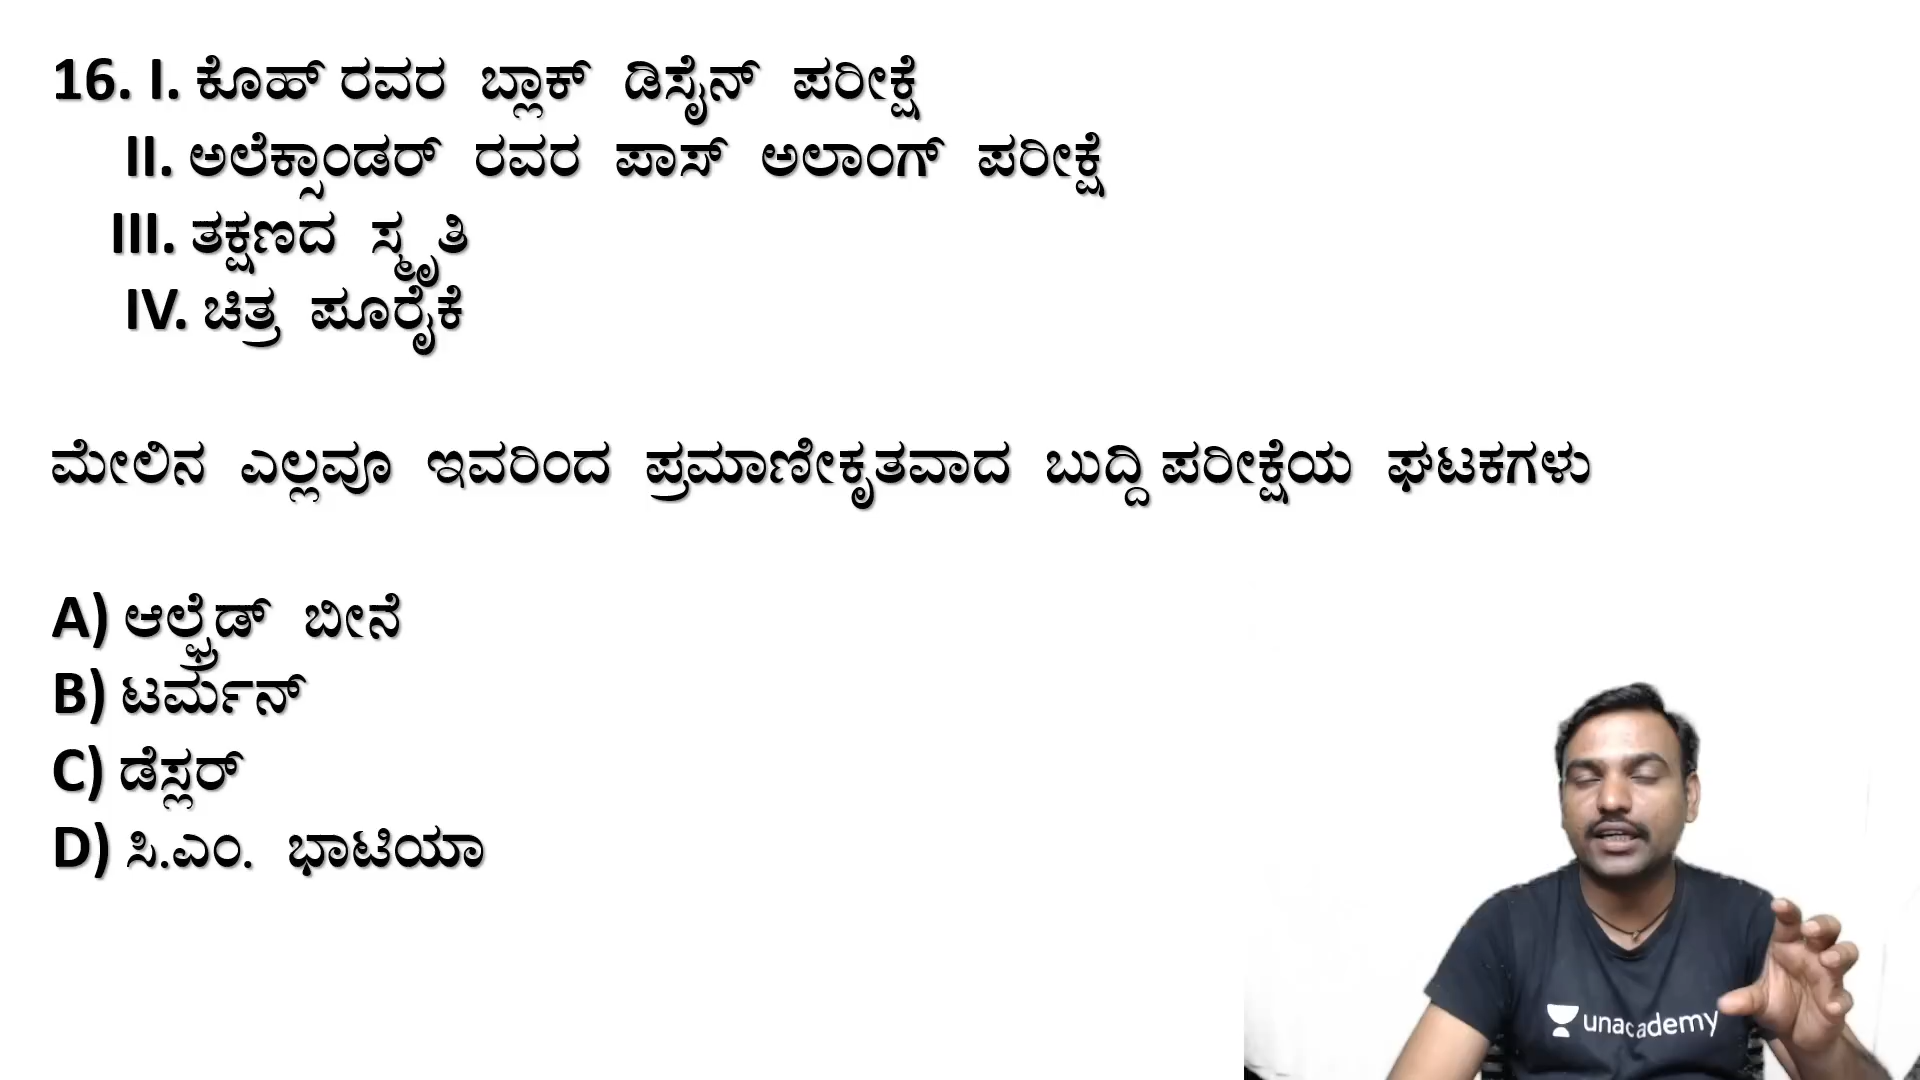 16. I. ಕೊಹ್ ರವರ ಬ್ಲಾಕ್ ಡಿಸೈನ್ ಪರೀಕ್ಷೆ
II. ಅಲೆಕ್ಸಾಂಡರ್ ರವರ ಪಾಸ್ ಅಲಾಂಗ್ ಪರೀಕ್ಷೆ
III. ತಕ್ಷಣದ ಸ್ಮೃತಿ
IV. ಚಿತ್ರ ಪೂರೈಕೆ
ಮೇಲಿನ ಎಲ್ಲವೂ ಇವರಿಂದ ಪ್ರಮಾಣೀಕೃತವಾದ ಬುದ್ದಿ ಪರೀಕ್ಷೆಯ ಘಟಕಗಳು
A) ಆಲ್ಫ್ರೆಡ್ ಬೀನೆ
B) ಟರ್ಮನ್
C) ಡೆಸ್ಲರ್
D) ಸಿ.ಎಂ. ಭಾಟಿಯಾ
unacademy